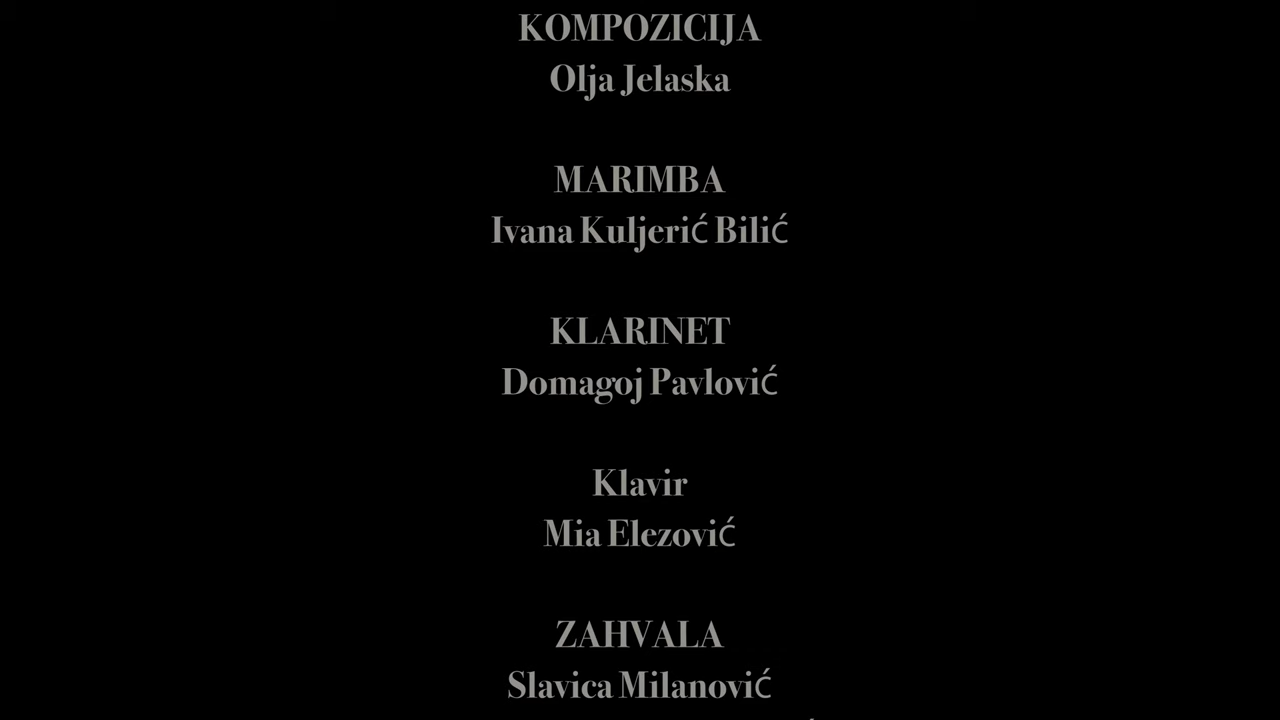 KOMPOZICIJA
Olja Jelaska
MARIMBA
Ivana Kuljerić Bilić
KLARINET
Domagoj Pavlović
Klavir
Mia Elezović
ZAHVALA
Slavica Milanović